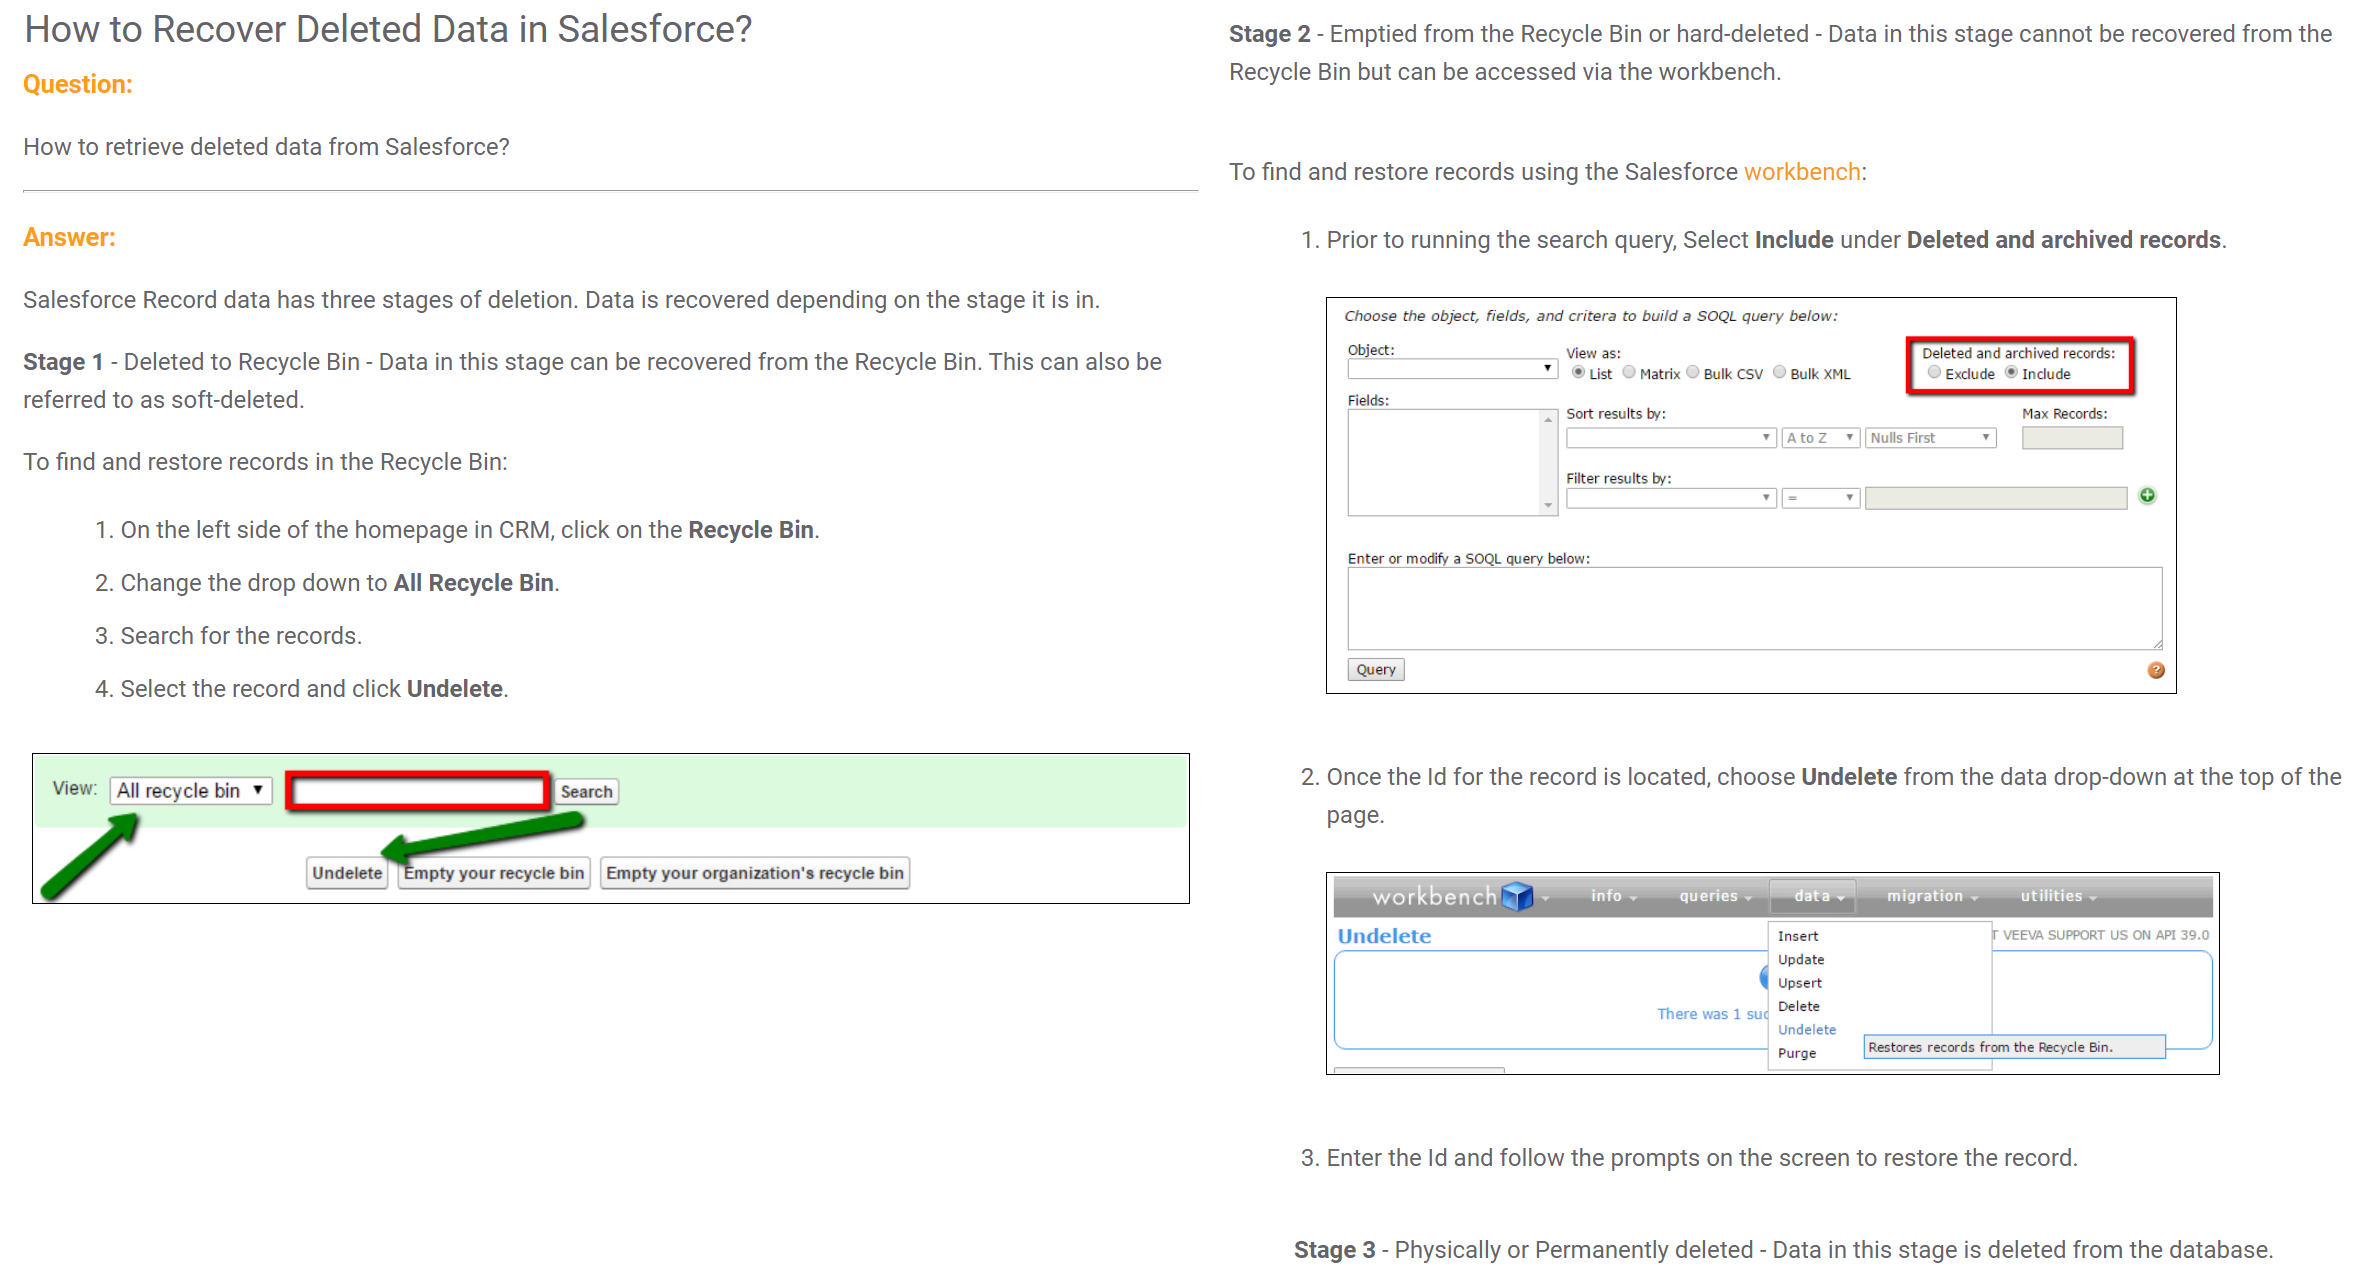 How to Recover Deleted Data in Salesforce?
Question:
How to retrieve deleted data from Salesforce?
Answer:
Salesforce Record data has three stages of deletion. Data is recovered depending on the stage it is in.
Stage 1 - Deleted to Recycle Bin - Data in this stage can be recovered from the Recycle Bin. This can also be
referred to as soft-deleted.
To find and restore records in the Recycle Bin:
1. On the left side of the homepage in CRM, click on the Recycle Bin.
2. Change the drop down to All Recycle Bin.
3. Search for the records.
4. Select the record and click Undelete.
View: All recycle bin Search
Undelete Empty your recycle bin Empty your organization's recycle bin
Stage 2 - Emptied from the Recycle Bin or hard-deleted - Data in this stage cannot be recovered from the
Recycle Bin but can be accessed via the workbench.
To find and restore records using the Salesforce workbench:
1. Prior to running the search query, Select Include under Deleted and archived records.
Choose the object, fields, and critera to build a SOQL query below:
Object: View as: Deleted and archived records:
List Matrix Bulk CSV Bulk XML Exclude Include
Fields: Sort results by: Max Records:
A to Z Nulls First
Filter results by:
=
Enter or modify a SOQL query below:
Query
2. Once the Id for the record is located, choose Undelete from the data drop-down at the top of the
page.
workbench info queries data migration utilities
Undelete Insert T VEEVA SUPPORT US ON API 39.0
Update
Upsert
Delete
There was 1 suc
Undelete
Restores records from the Recycle Bin.
Purge
3. Enter the Id and follow the prompts on the screen to restore the record.
Stage 3 - Physically or Permanently deleted - Data in this stage is deleted from the database.